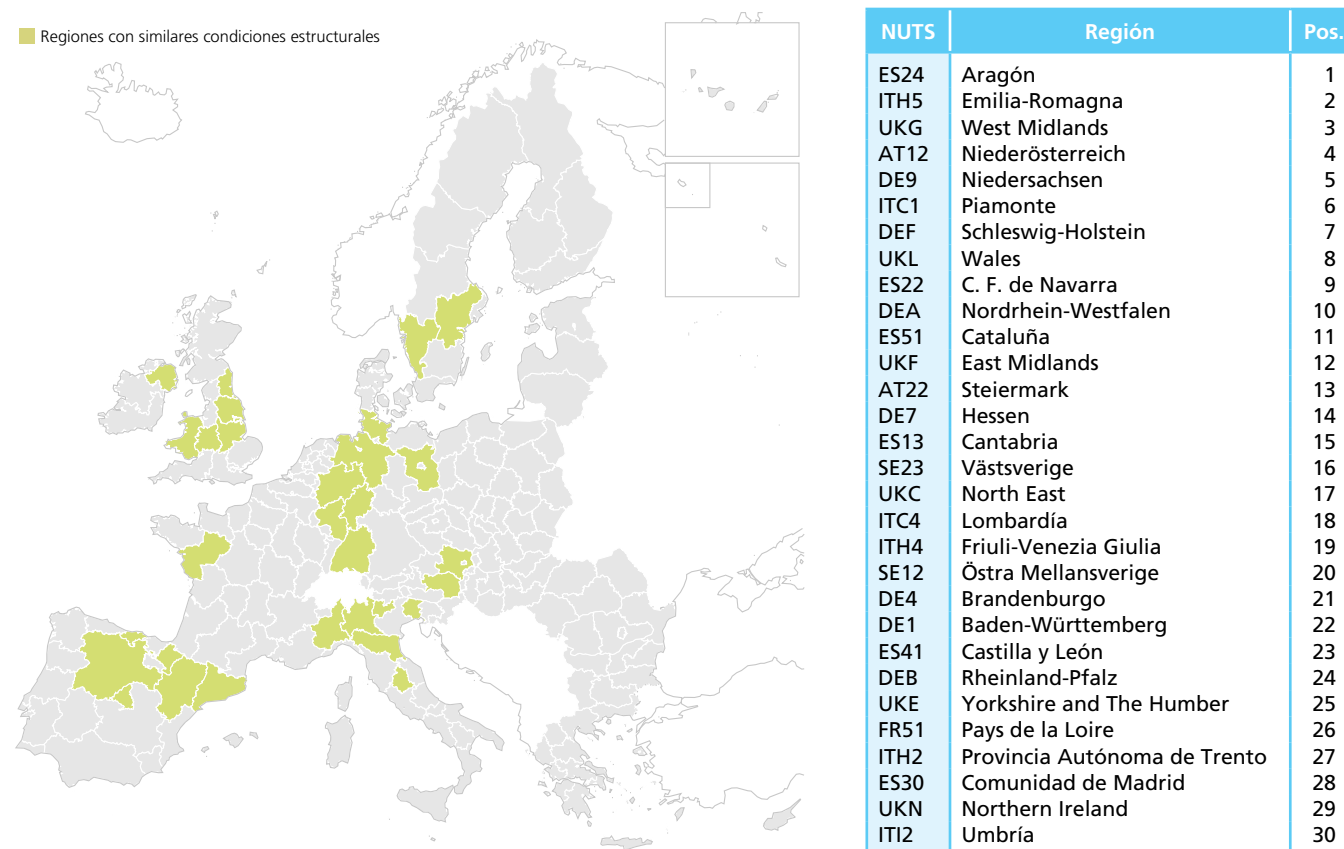 Regiones con similares condiciones estructurales
NUTS Región Pos.
ES24 Aragón 1
ITH5 Emilia-Romagna 2
UKG West Midlands 3
AT12 Niederösterreich 4
DE9 Niedersachsen 5
ITC1 Piamonte 6
DEF Schleswig-Holstein 7
UKL Wales 8
ES22 C. F. de Navarra 9
DEA Nordrhein-Westfalen 10
ES51 Cataluña 11
UKF East Midlands 12
AT22 Steiermark 13
DE7 Hessen 14
ES13 Cantabria 15
SE23 Västsverige 16
UKC North East 17
ITC4 Lombardía 18
ITH4 Friuli-Venezia Giulia 19
SE12 Östra Mellansverige 20
DE4 Brandenburgo 21
DE1 Baden-Württemberg 22
ES41 Castilla y León 23
DEB Rheinland-Pfalz 24
UKE Yorkshire and The Humber 25
FR51 Pays de la Loire 26
ITH2 Provincia Autónoma de Trento 27
ES30 Comunidad de Madrid 28
UKN Northern Ireland 29
ITI2 Umbría 30